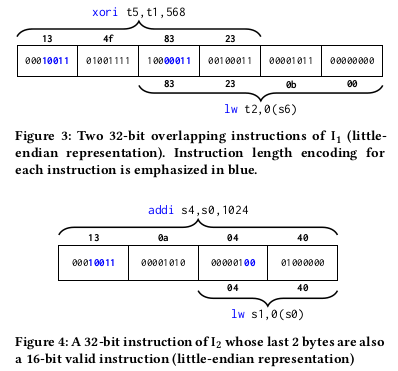 xori t5,t1,568
13 4f 83 23
00010011 01001111 10000011 00100011 00001011 00000000
83 23 0b 00
lw t2,0(s6)
Figure 3: Two 32-bit overlapping instructions of I1 (little-
endian representation). Instruction length encoding for
each instruction is emphasized in blue.
addi s4,s0,1024
13 0a 04 40
00010011 00001010 00000100 01000000
04 40
lw s1,0(s0)
Figure 4: A 32-bit instruction of I2 whose last 2 bytes are also
a 16-bit valid instruction (little-endian representation)